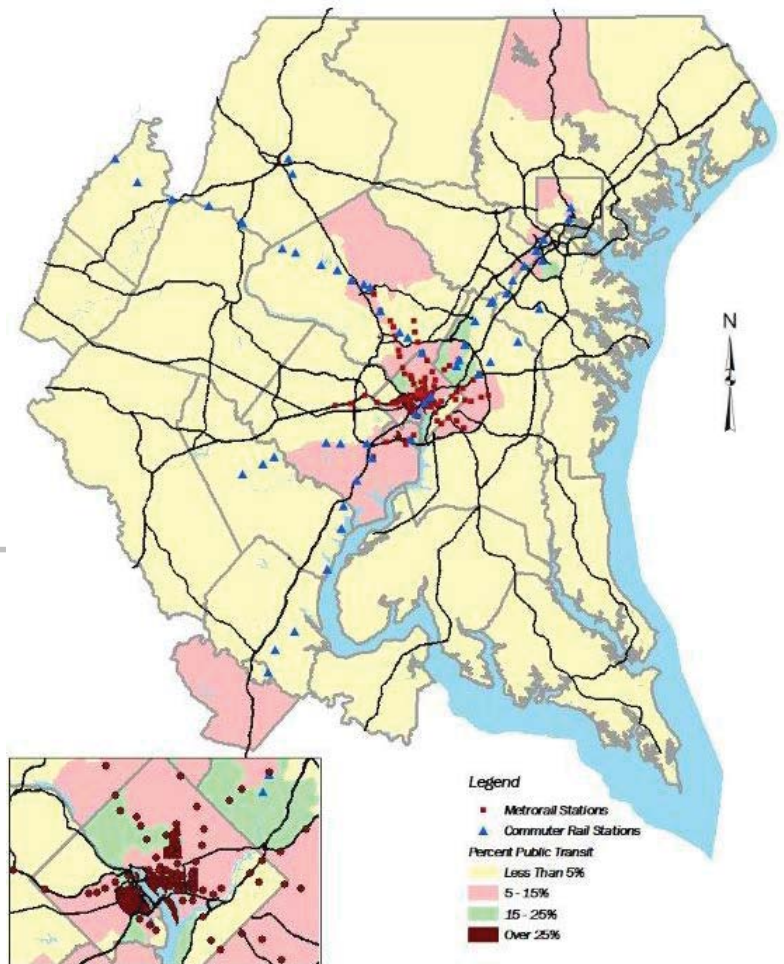 N
Legend
Metrorail Stations
Commuter Rail Stations
Percent Public Transit
Less Than 5%
5 - 15%
15 - 25%
Over 25%